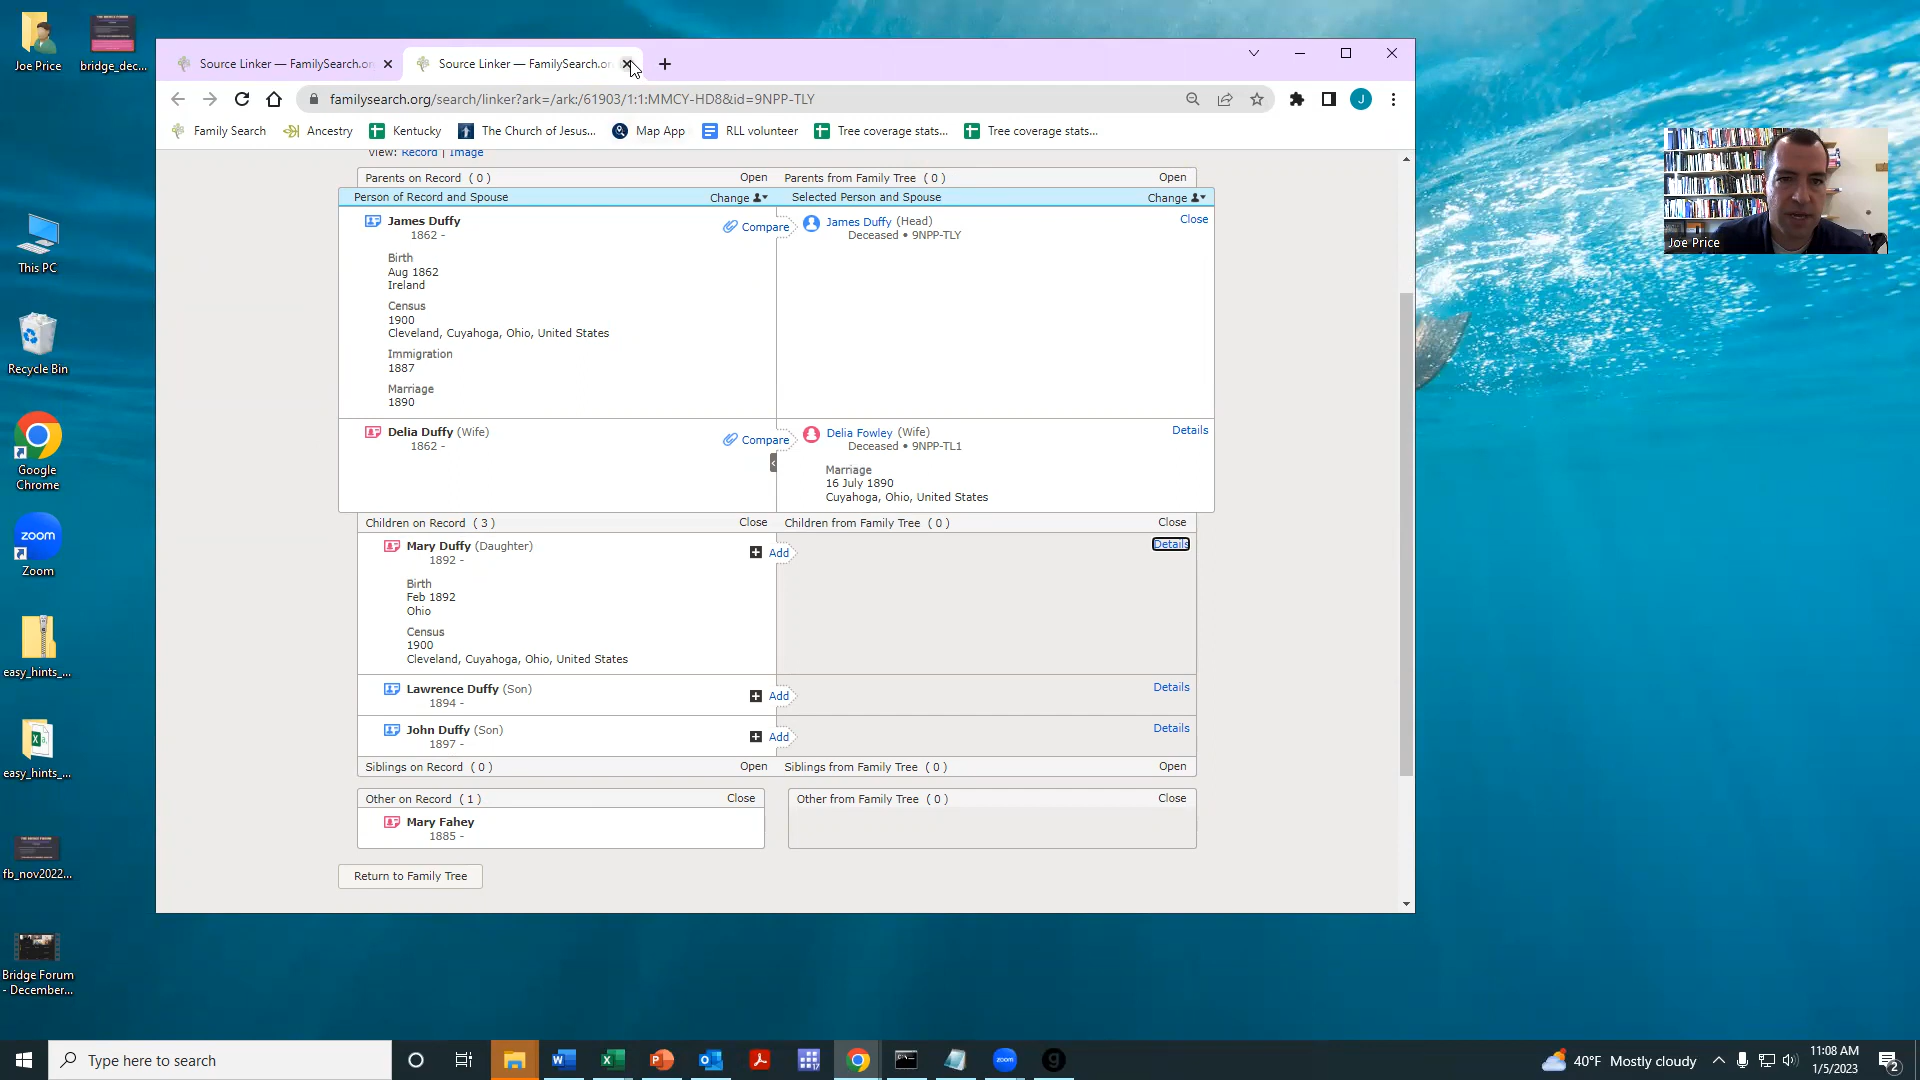 Joe Price
bridge_dec...
This PC
Recycle Bin
Google
Chrome
zoom
Zoom
easy_hints_...
easy_hints_...
fb_nov2022...
Bridge Forum
- December...
Source Linker — FamilySearch.or
Source Linker — FamilySearch.or
familysearch.org/search/linker?ark=/ark:/61903/1:1:MMCY-HD8&id=9NPP-TLY
J
Family Search
Ancestry
Kentucky
The Church of Jesus...
Map App
RLL volunteer
Tree coverage stats...
Tree coverage stats...
View: Record | Image
Parents on Record ( 0 ) Open Parents from Family Tree ( 0 ) Open
Person of Record and Spouse Change Selected Person and Spouse Change
James Duffy Compare James Duffy (Head) Close
1862 - Deceased • 9NPP-TLY
Birth
Aug 1862
Ireland
Census
1900
Cleveland, Cuyahoga, Ohio, United States
Immigration
1887
Marriage
1890
Delia Duffy (Wife) Compare Delia Fowley (Wife) Details
1862 - Deceased • 9NPP-TL1
Marriage
16 July 1890
Cuyahoga, Ohio, United States
Children on Record ( 3 ) Close Children from Family Tree ( 0 ) Close
Mary Duffy (Daughter) Add Details
1892 -
Birth
Feb 1892
Ohio
Census
1900
Cleveland, Cuyahoga, Ohio, United States
Lawrence Duffy (Son) Add Details
1894 -
John Duffy (Son) Add Details
1897 -
Siblings on Record ( 0 ) Open Siblings from Family Tree ( 0 ) Open
Other on Record ( 1 ) Close Other from Family Tree ( 0 ) Close
Mary Fahey
1885 -
Return to Family Tree
Joe Price
Type here to search
zoom
40°F Mostly cloudy
11:08 AM
1/5/2023
2